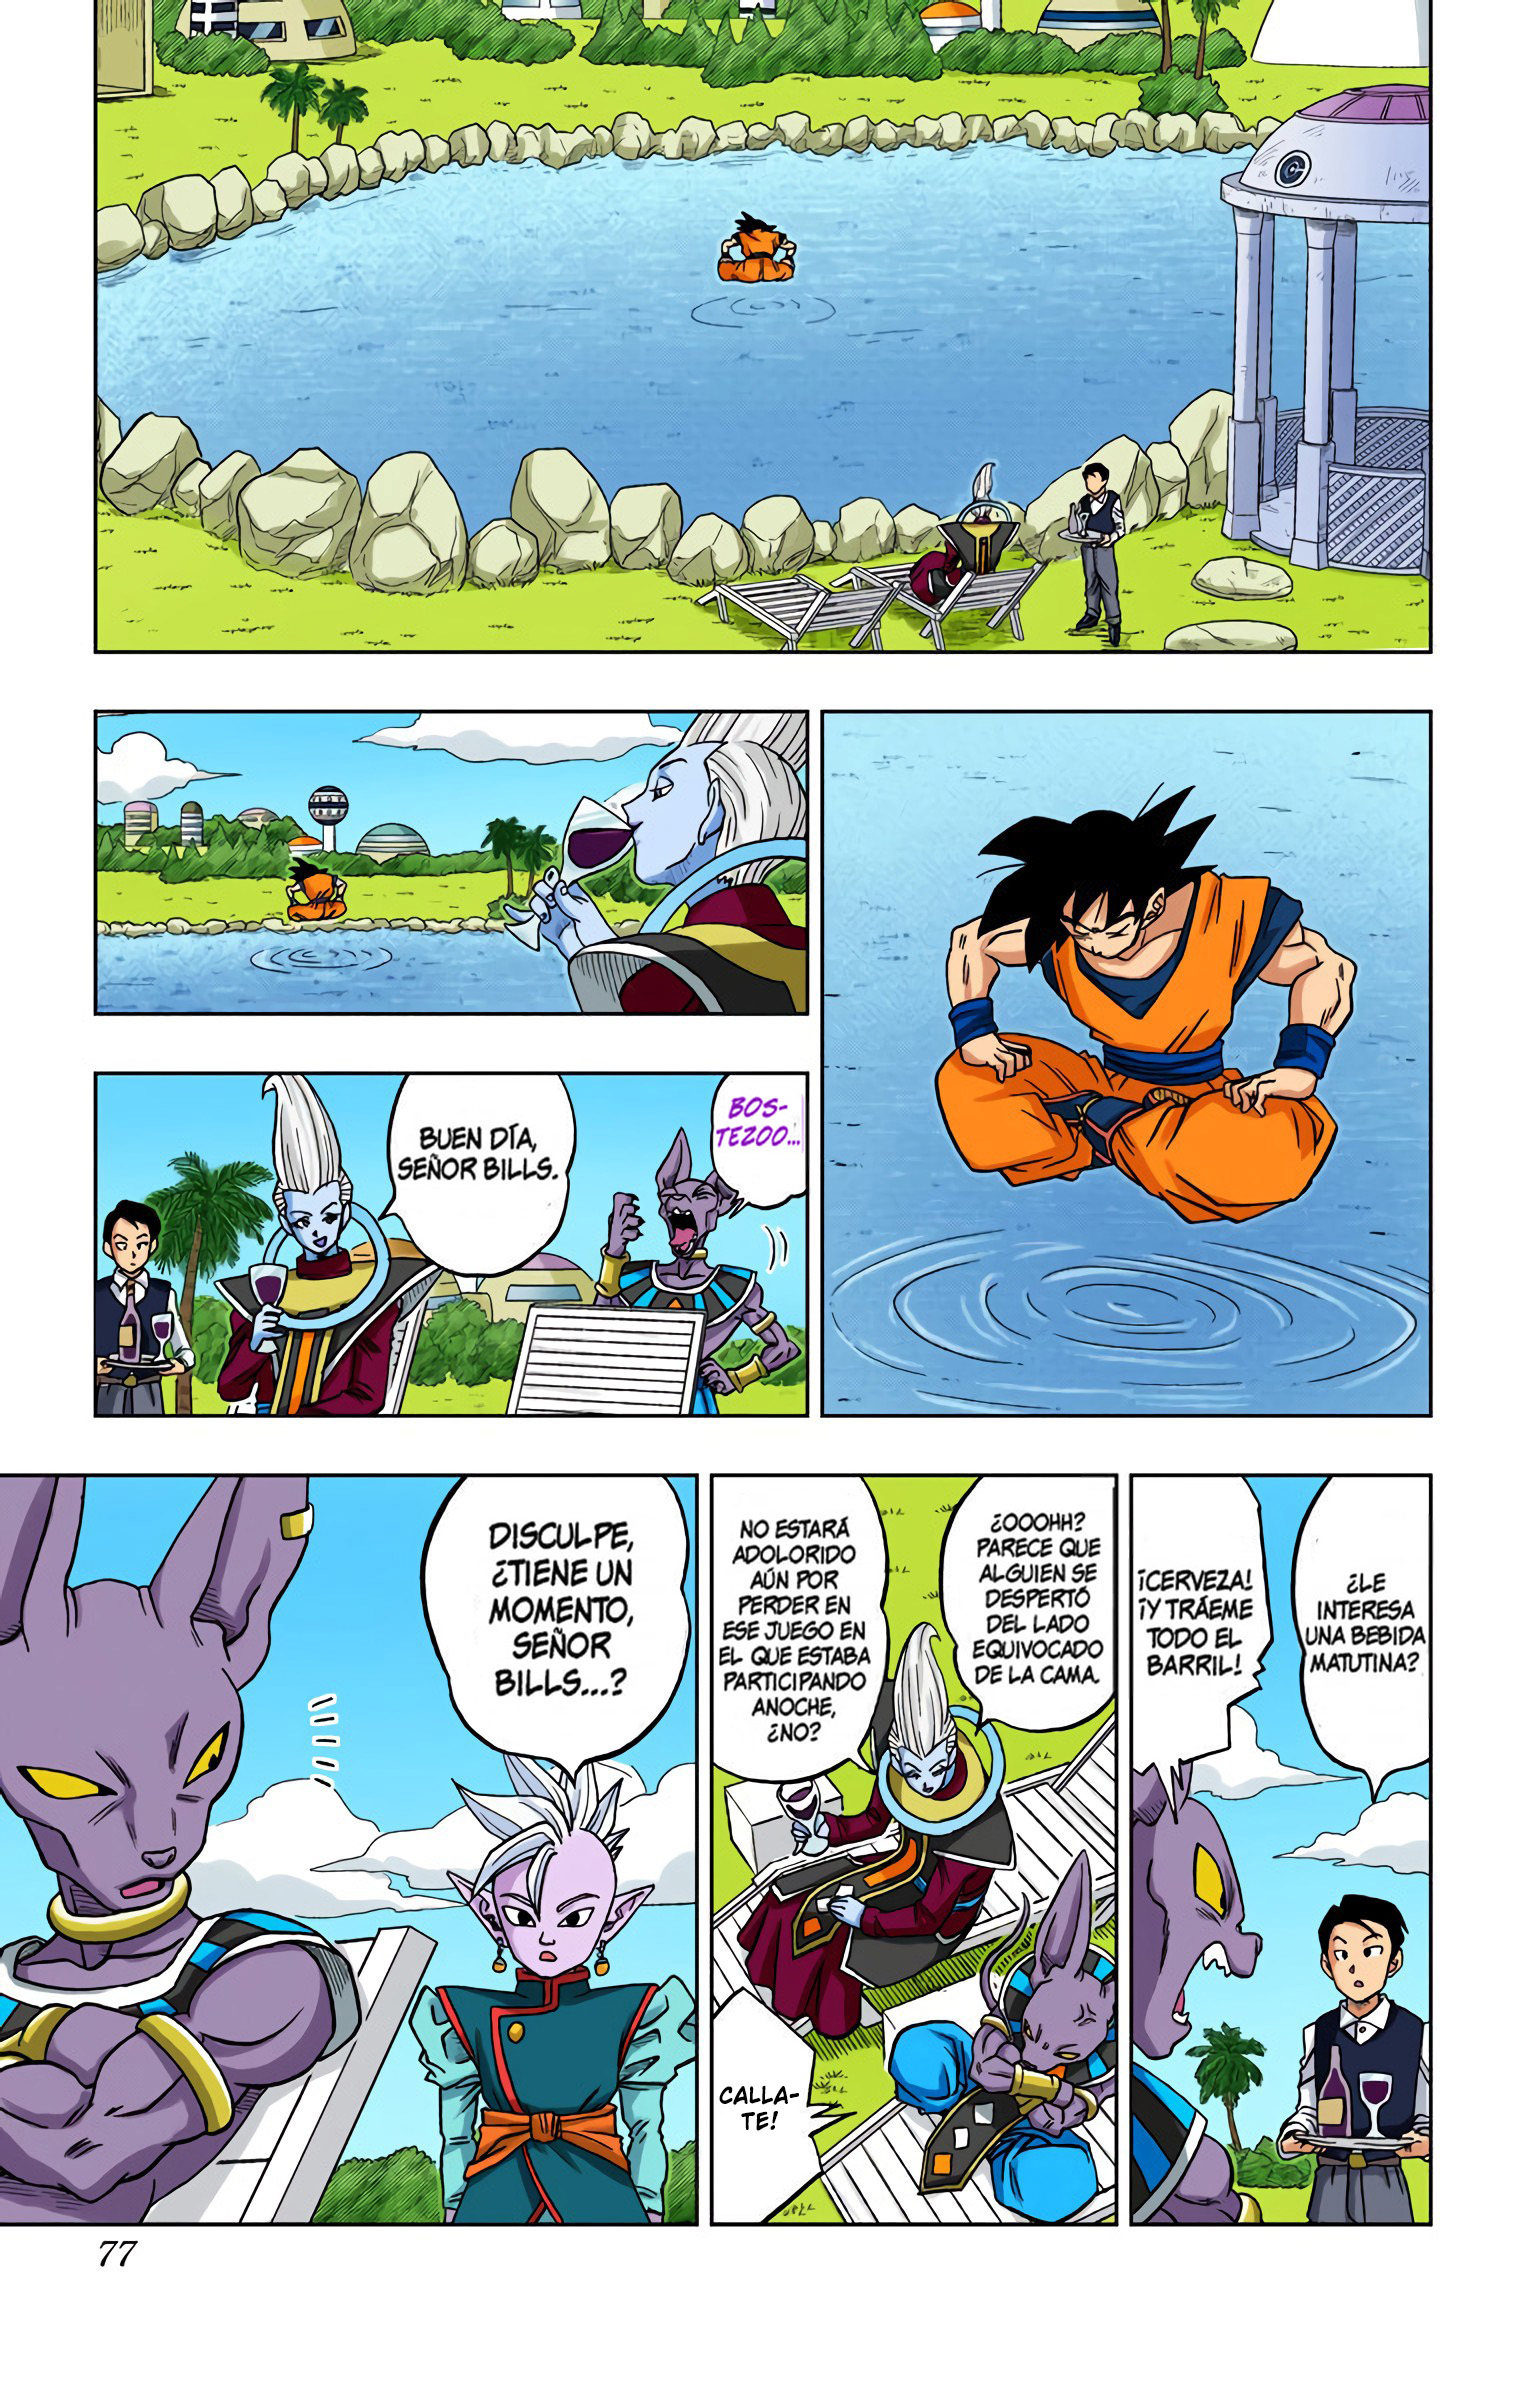 BOS-
TEZOO...
BUEN DÍA,
SEÑOR BILLS.
¿LE
INTERESA
UNA BEBIDA
MATUTINA?
¡CERVEZA!
¡Y TRÁEME
TODO EL
BARRIL!
¿OOOHH?
PARECE QUE
ALGUIEN SE
DESPERTÓ
DEL LADO
EQUIVOCADO
DE LA CAMA.
NO ESTARÁ
ADOLORIDO
AÚN POR
PERDER EN
ESE JUEGO EN
EL QUE ESTABA
PARTICIPANDO
ANOCHE,
¿NO?
CALLA-
TE!
DISCULPE,
¿TIENE UN
MOMENTO,
SEÑOR
BILLS...?
77